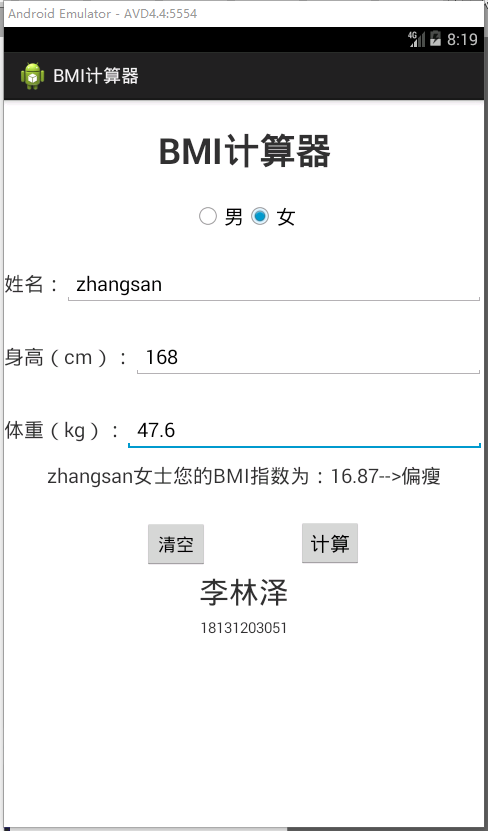 Android Emulator - AVD4.4:5554
4G 8:19
BMI计算器
BMI计算器
男 女
姓名： zhangsan
身高（cm）： 168
体重（kg）： 47.6
zhangsan女士您的BMI指数为：16.87-->偏瘦
清空 计算
李林泽
18131203051